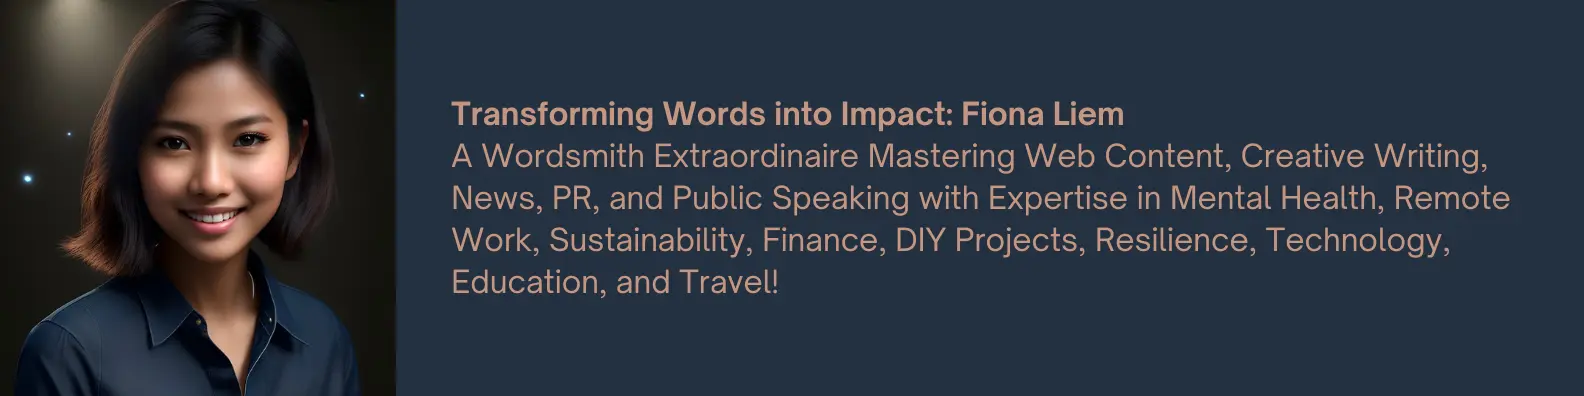 Transforming Words into Impact: Fiona Liem
A Wordsmith Extraordinaire Mastering Web Content, Creative Writing,
News, PR, and Public Speaking with Expertise in Mental Health, Remote
Work, Sustainability, Finance, DIY Projects, Resilience, Technology,
Education, and Travel!